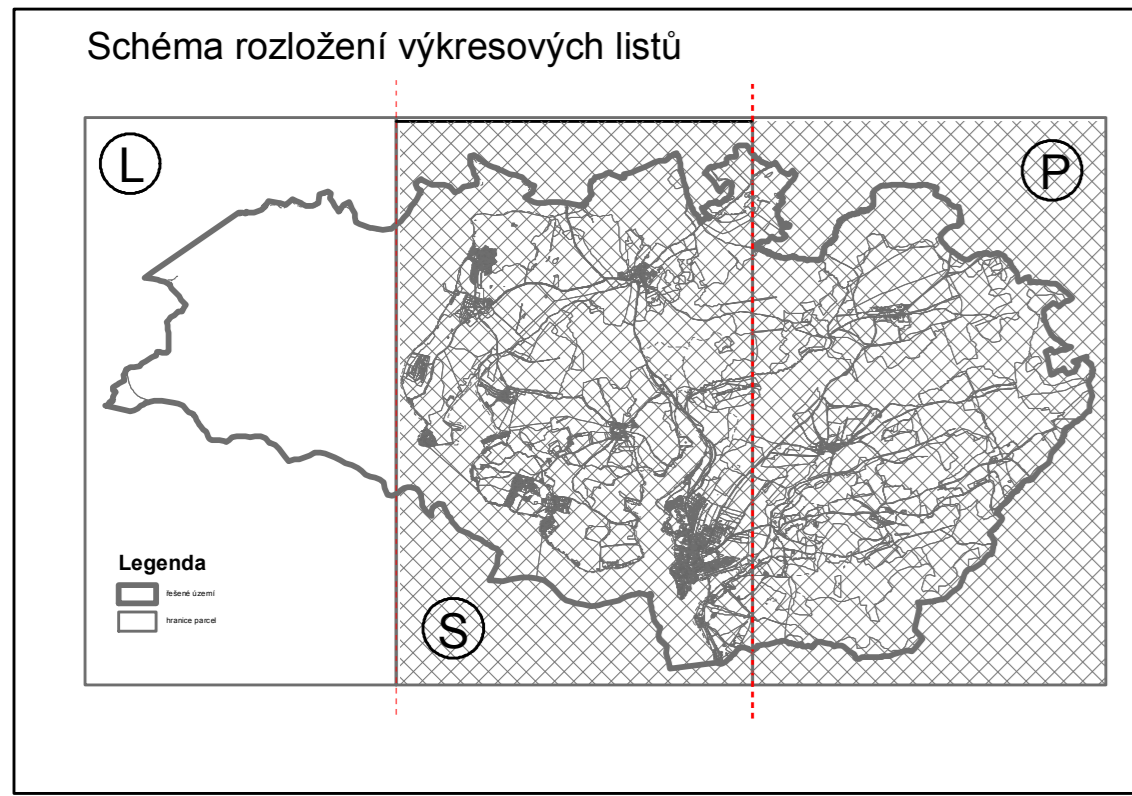 Schéma rozložení výkresových listů
L
P
S
Legenda
řešené území
hranice parcel